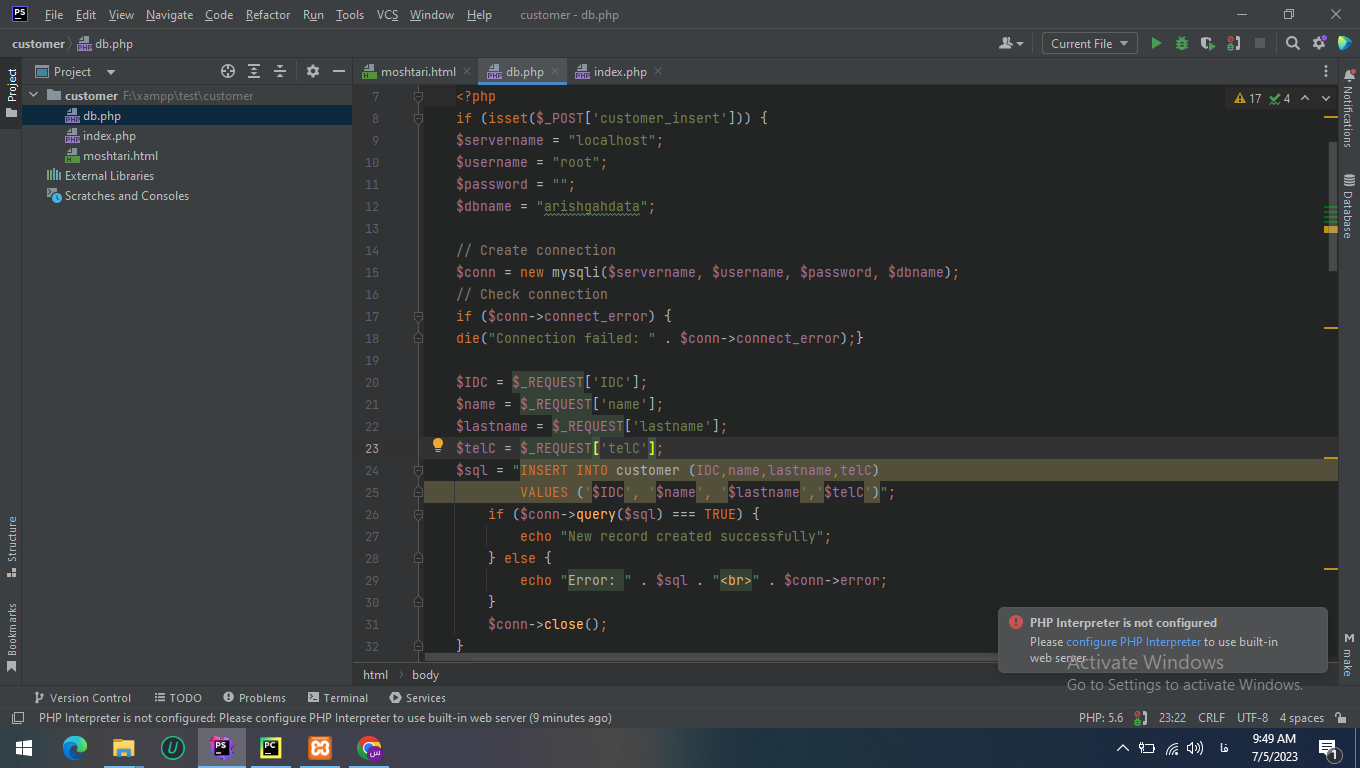 PS File Edit View Navigate Code Refactor Run Tools VCS Window Help customer - db.php
customer db.php Current File
Project
moshtari.html db.php index.php
Project
customer F:\xampp\test\customer
db.php
index.php
moshtari.html
External Libraries
Scratches and Consoles
Structure
Bookmarks
17 4
7 <?php
8 if (isset($_POST['customer_insert'])) {
9 $servername = "localhost";
10 $username = "root";
11 $password = "";
12 $dbname = "arishgahdata";
13
14 // Create connection
15 $conn = new mysqli($servername, $username, $password, $dbname);
16 // Check connection
17 if ($conn->connect_error) {
18 die("Connection failed: " . $conn->connect_error);}
19
20 $IDC = $_REQUEST['IDC'];
21 $name = $_REQUEST['name'];
22 $lastname = $_REQUEST['lastname'];
23 $telC = $_REQUEST['telC'];
24 $sql = "INSERT INTO customer (IDC,name,lastname,telC)
25 VALUES ('$IDC', '$name', '$lastname','$telC')";
26 if ($conn->query($sql) === TRUE) {
27 echo "New record created successfully";
28 } else {
29 echo "Error: " . $sql . "<br>" . $conn->error;
30 }
31 $conn->close();
32 }
Notifications
Database
M make
PHP Interpreter is not configured
Please configure PHP Interpreter to use built-in
web server
Activate Windows
Go to Settings to activate Windows.
html body
Version Control TODO Problems Terminal Services
PHP Interpreter is not configured: Please configure PHP Interpreter to use built-in web server (9 minutes ago) PHP: 5.6 23:22 CRLF UTF-8 4 spaces
U PS PC س فا 9:49 AM
7/5/2023 1